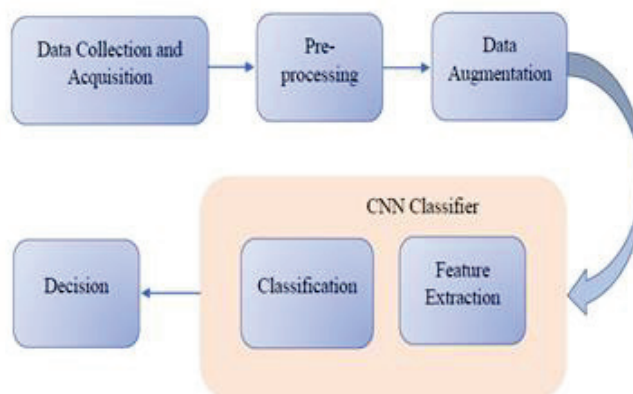 Data Collection and
Acquisition
Pre-
processing
Data
Augmentation
CNN Classifier
Feature
Extraction
Classification
Decision